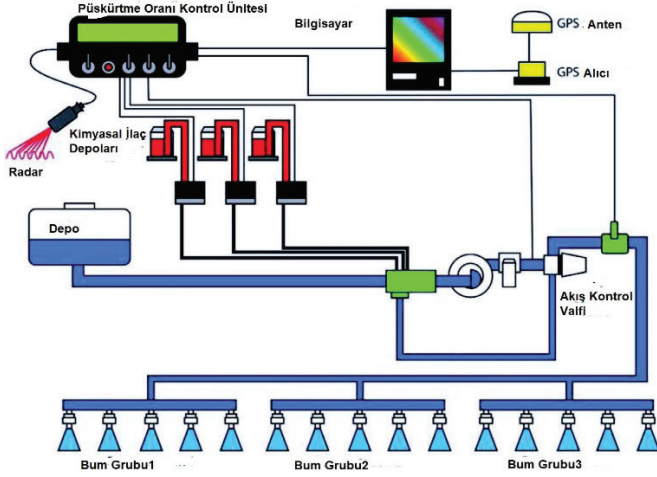 Püskürtme Oranı Kontrol Ünitesi
Bilgisayar
GPS Anten
GPS Alıcı
Kimyasal İlaç
Depoları
Radar
Depo
Akış Kontrol
Valfi
Bum Grubu1
Bum Grubu2
Bum Grubu3